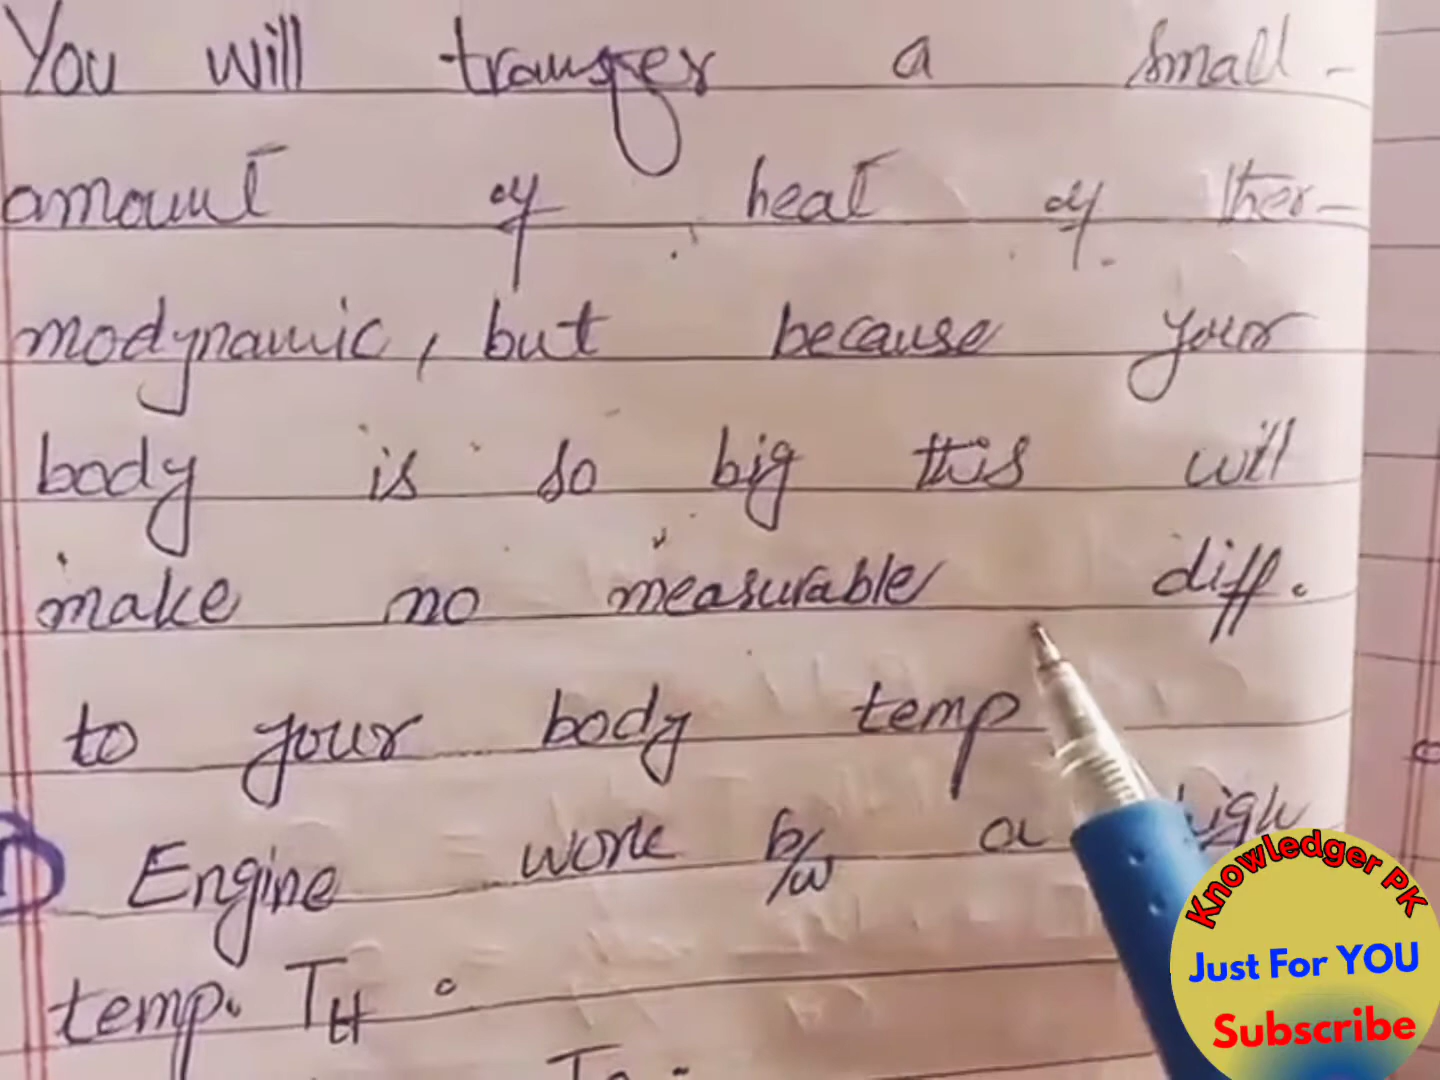 You will transfer a small -
amount of heat of ther-
modynamic, but because your
body is so big this will
make no measurable diff.
to your body temp
Engine work b/w a high
temp. TH .
Knowledger PK
Just For YOU
Subscribe